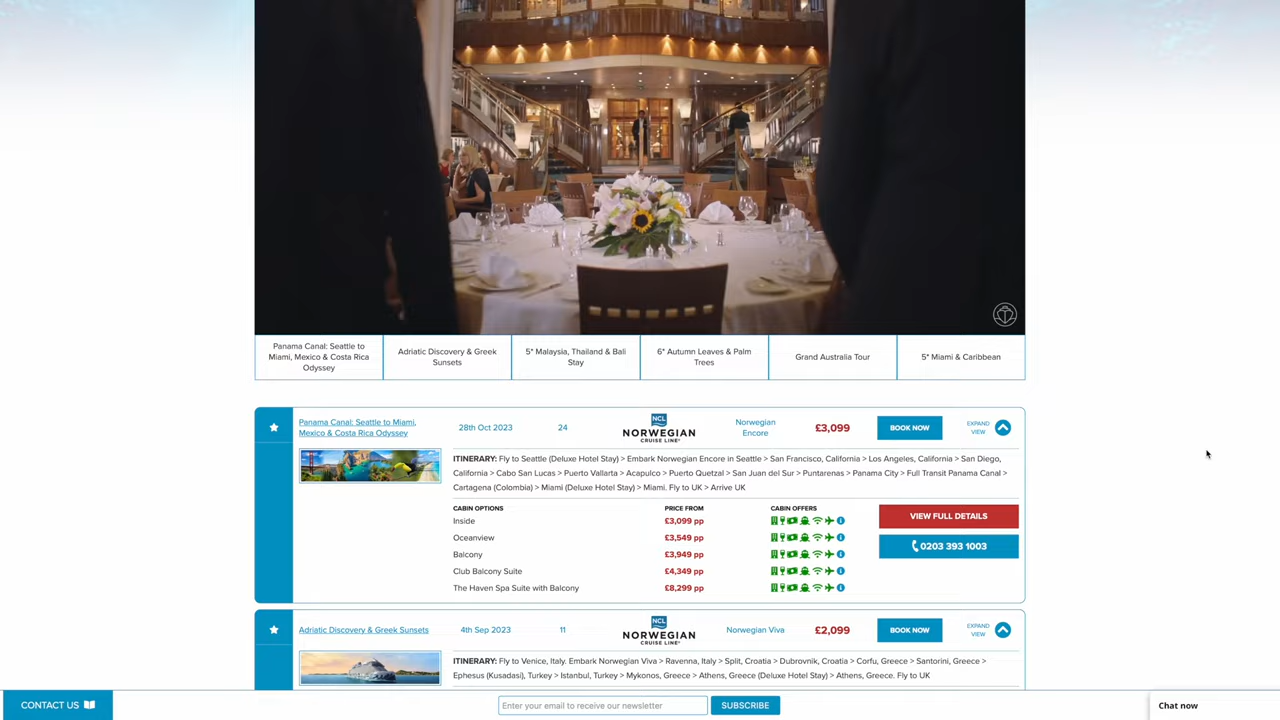 Panama Canal: Seattle to
Miami, Mexico & Costa Rica
Odyssey
Adriatic Discovery & Greek
Sunsets
5* Malaysia, Thailand & Bali
Stay
6* Autumn Leaves & Palm
Trees
Grand Australia Tour
5* Miami & Caribbean
Panama Canal: Seattle to Miami,
Mexico & Costa Rica Odyssey
28th Oct 2023
24
NCL
NORWEGIAN
CRUISE LINE®
Norwegian
Encore
£3,099
BOOK NOW
EXPAND
VIEW
ITINERARY: Fly to Seattle (Deluxe Hotel Stay) > Embark Norwegian Encore in Seattle > San Francisco, California > Los Angeles, California > San Diego,
California > Cabo San Lucas > Puerto Vallarta > Acapulco > Puerto Quetzal > San Juan del Sur > Puntarenas > Panama City > Full Transit Panama Canal >
Cartagena (Colombia) > Miami (Deluxe Hotel Stay) > Miami. Fly to UK > Arrive UK
CABIN OPTIONS PRICE FROM CABIN OFFERS
Inside £3,099 pp
Oceanview £3,549 pp
Balcony £3,949 pp
Club Balcony Suite £4,349 pp
The Haven Spa Suite with Balcony £8,299 pp
VIEW FULL DETAILS
0203 393 1003
Adriatic Discovery & Greek Sunsets
4th Sep 2023
11
NCL
NORWEGIAN
CRUISE LINE®
Norwegian Viva
£2,099
BOOK NOW
EXPAND
VIEW
ITINERARY: Fly to Venice, Italy. Embark Norwegian Viva > Ravenna, Italy > Split, Croatia > Dubrovnik, Croatia > Corfu, Greece > Santorini, Greece >
Ephesus (Kusadasi), Turkey > Istanbul, Turkey > Mykonos, Greece > Athens, Greece (Deluxe Hotel Stay) > Athens, Greece. Fly to UK
CONTACT US
Enter your email to receive our newsletter
SUBSCRIBE
Chat now